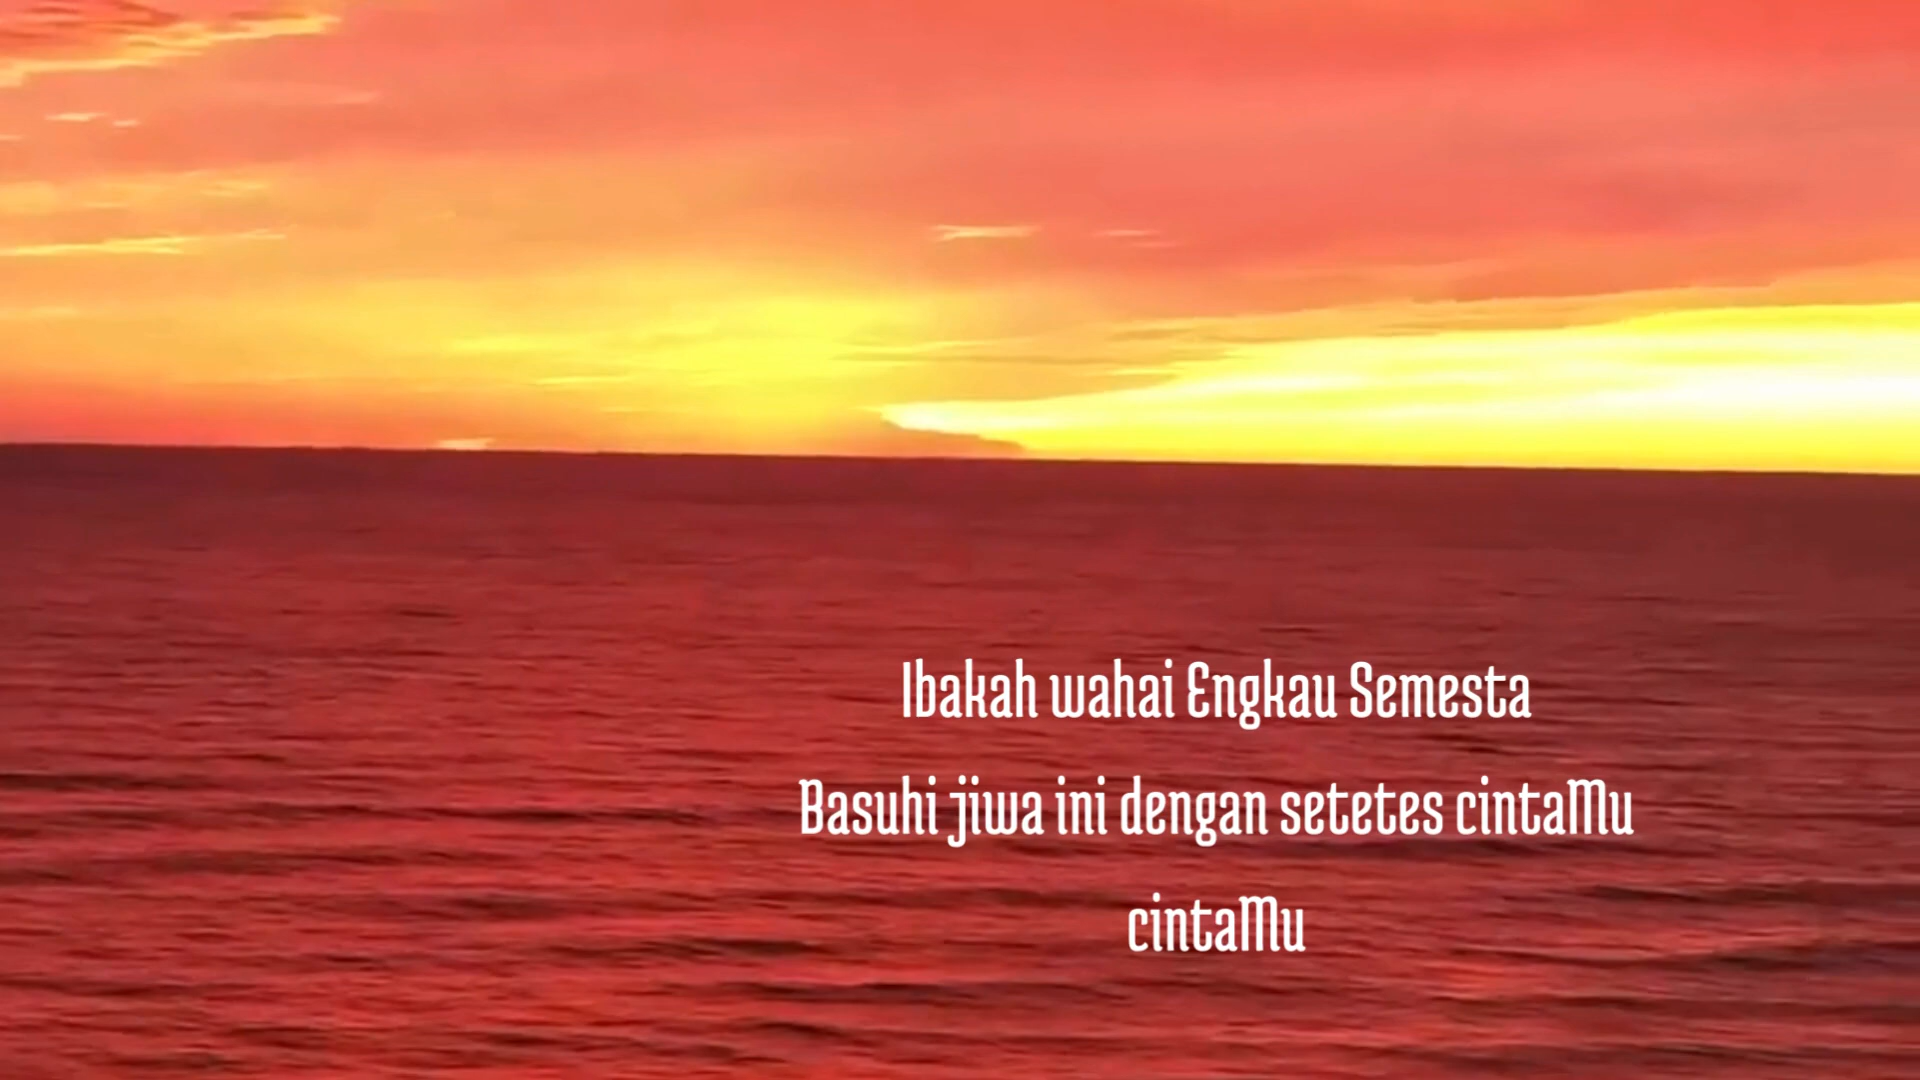 Ibakah wahai Engkau Semesta
Basuhi jiwa ini dengan setetes cintaMu
cintaMu